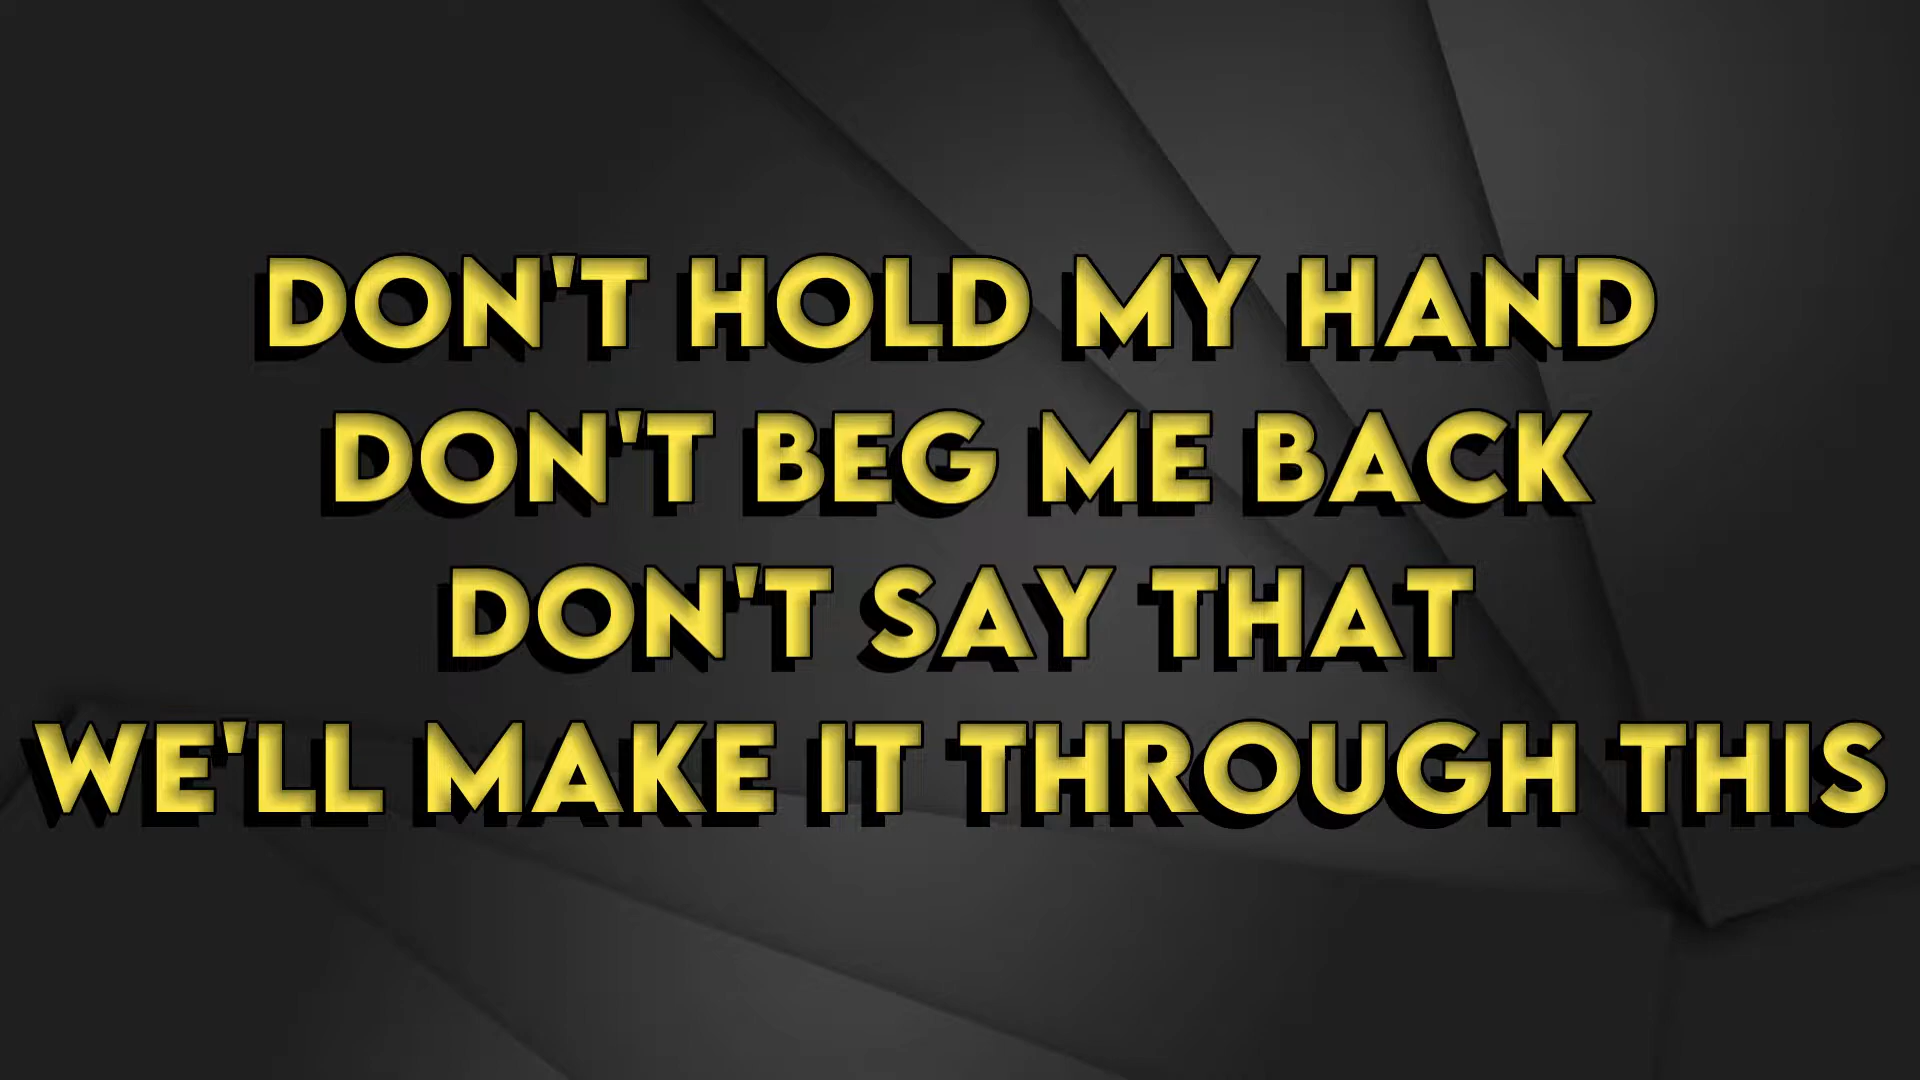 DON'T HOLD MY HAND
DON'T BEG ME BACK
DON'T SAY THAT
WE'LL MAKE IT THROUGH THIS